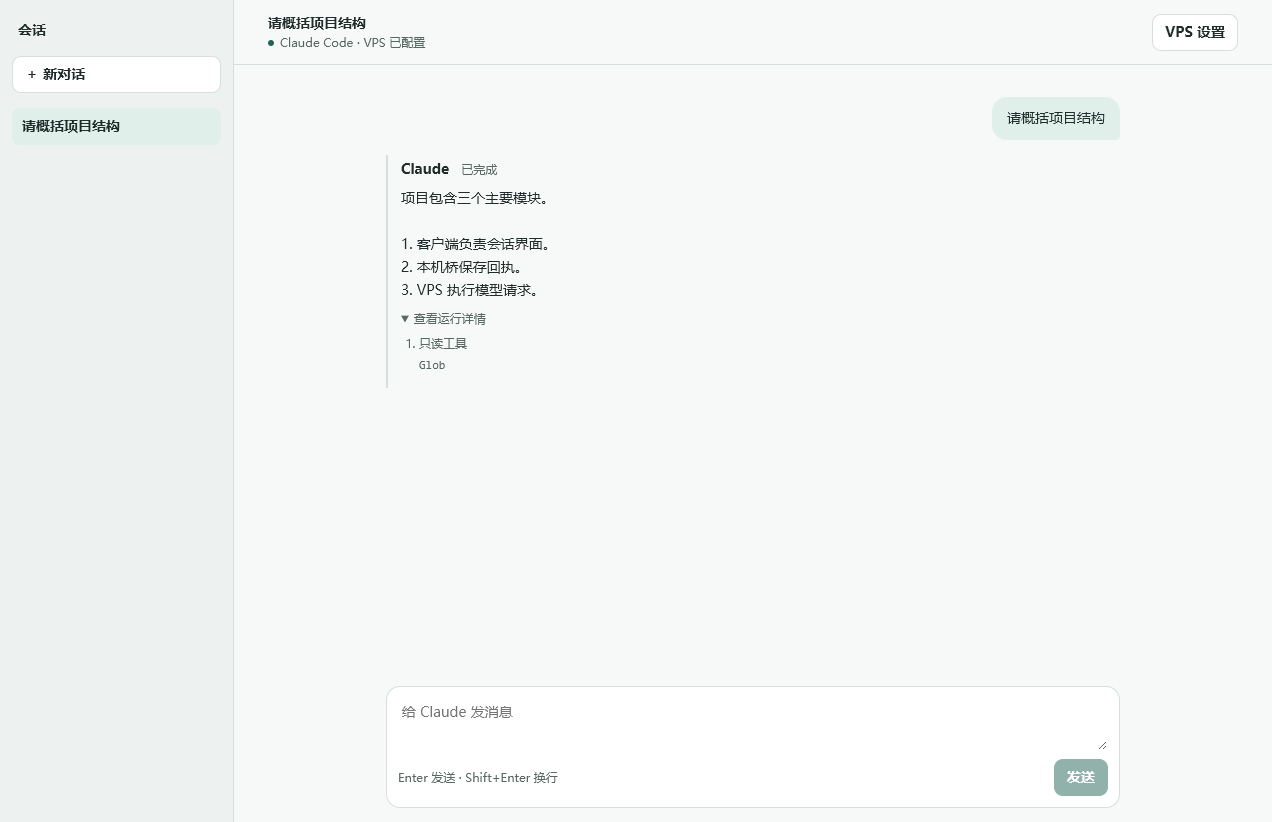 会话
+ 新对话
请概括项目结构
请概括项目结构
Claude Code · VPS 已配置
VPS 设置
请概括项目结构
Claude 已完成
项目包含三个主要模块。
1. 客户端负责会话界面。
2. 本机桥保存回执。
3. VPS 执行模型请求。
▼ 查看运行详情
1. 只读工具
Glob
给 Claude 发消息
Enter 发送 · Shift+Enter 换行
发送